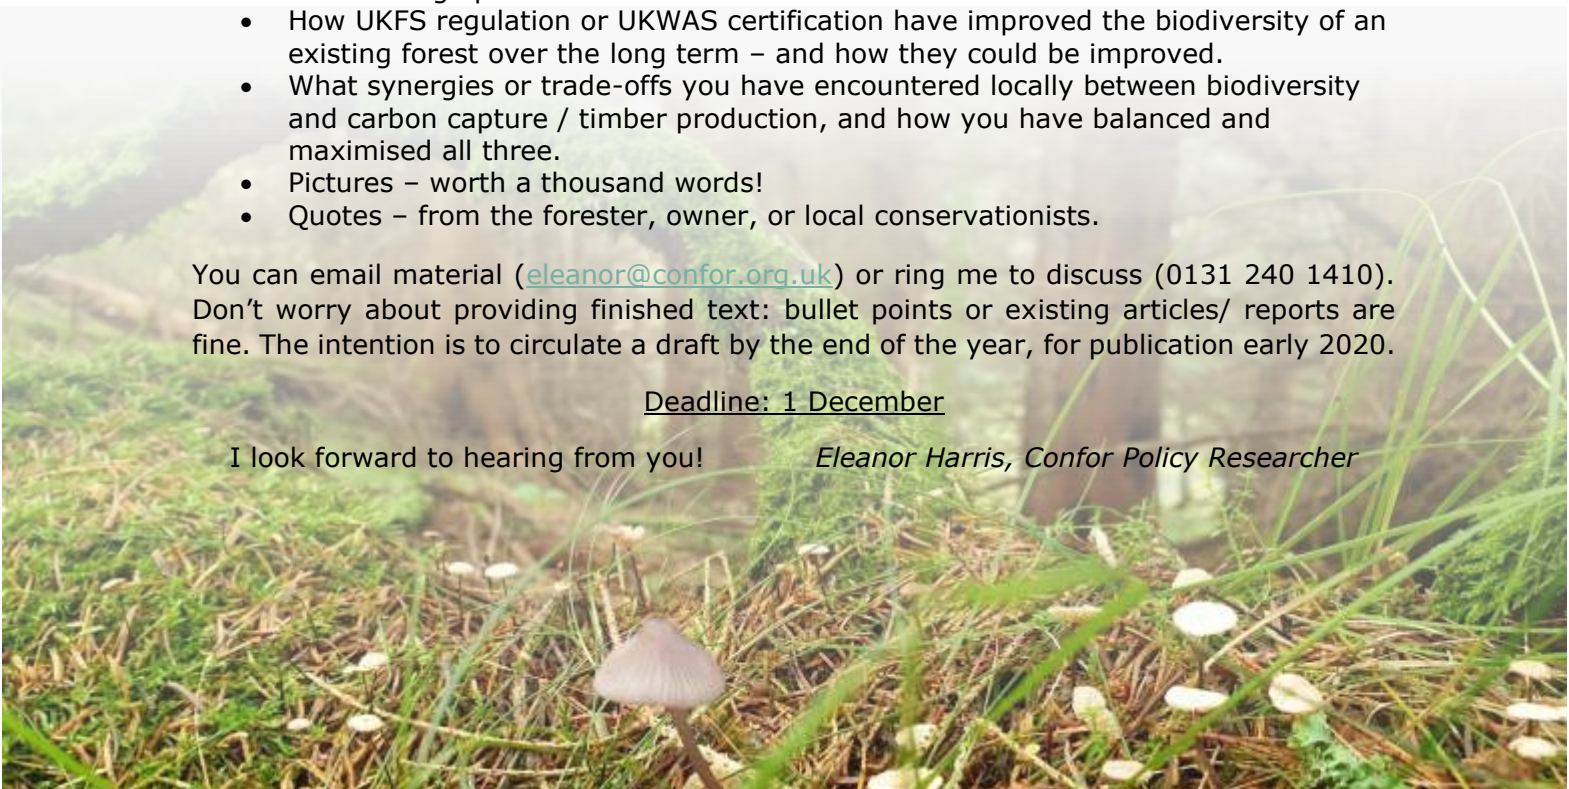 • How UKFS regulation or UKWAS certification have improved the biodiversity of an
existing forest over the long term – and how they could be improved.
• What synergies or trade-offs you have encountered locally between biodiversity
and carbon capture / timber production, and how you have balanced and
maximised all three.
• Pictures – worth a thousand words!
• Quotes – from the forester, owner, or local conservationists.
You can email material (eleanor@confor.org.uk) or ring me to discuss (0131 240 1410).
Don’t worry about providing finished text: bullet points or existing articles/ reports are
fine. The intention is to circulate a draft by the end of the year, for publication early 2020.
Deadline: 1 December
I look forward to hearing from you! Eleanor Harris, Confor Policy Researcher